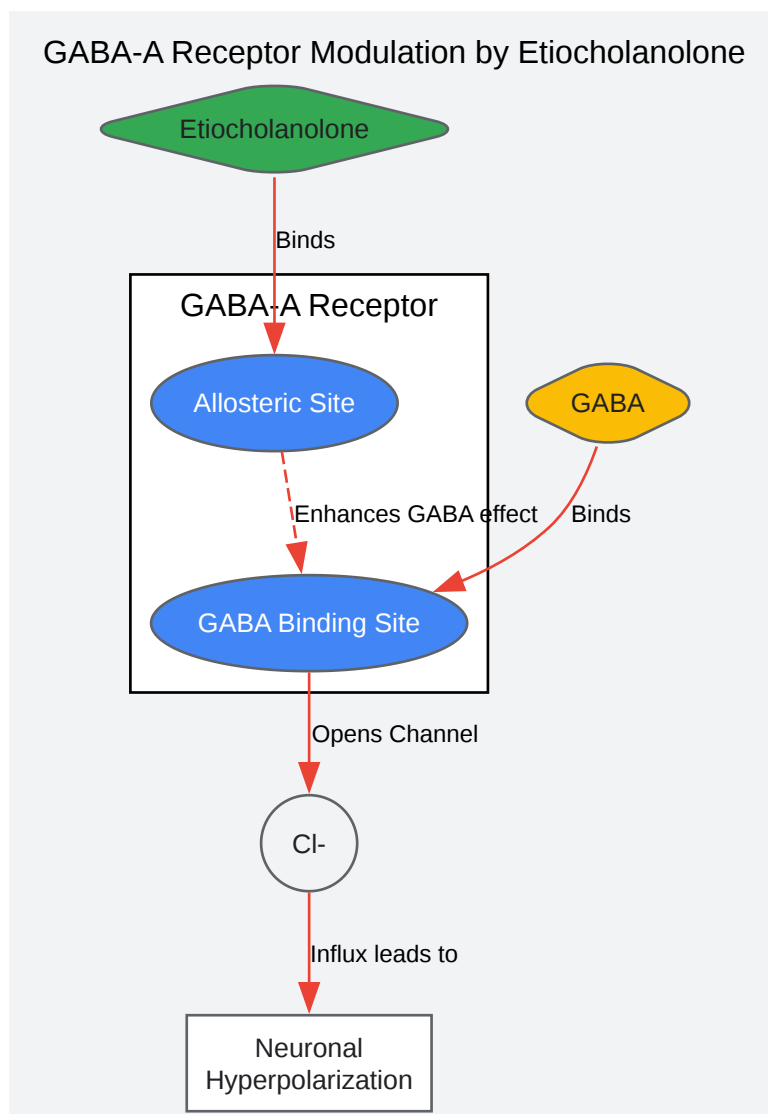 GABA-A Receptor Modulation by Etiocholanolone
Etiocholanolone
Binds
GABA-A Receptor
Allosteric Site
GABA
Enhances GABA effect
Binds
GABA Binding Site
Opens Channel
Cl-
Influx leads to
Neuronal
Hyperpolarization